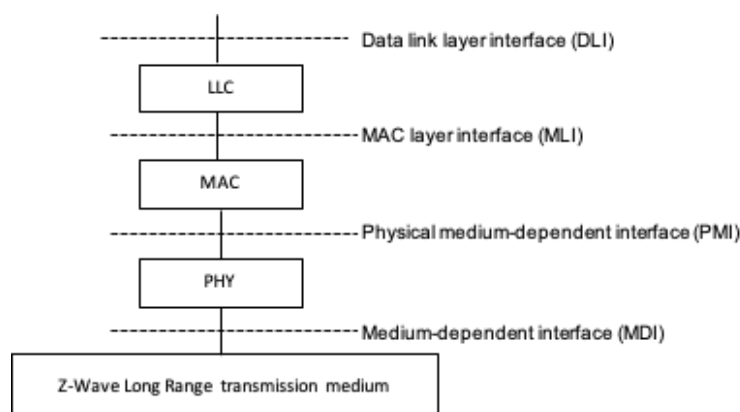 Data link layer interface (DLI)
LLC
MAC layer interface (MLI)
MAC
Physical medium-dependent interface (PMI)
PHY
Medium-dependent interface (MDI)
Z-Wave Long Range transmission medium